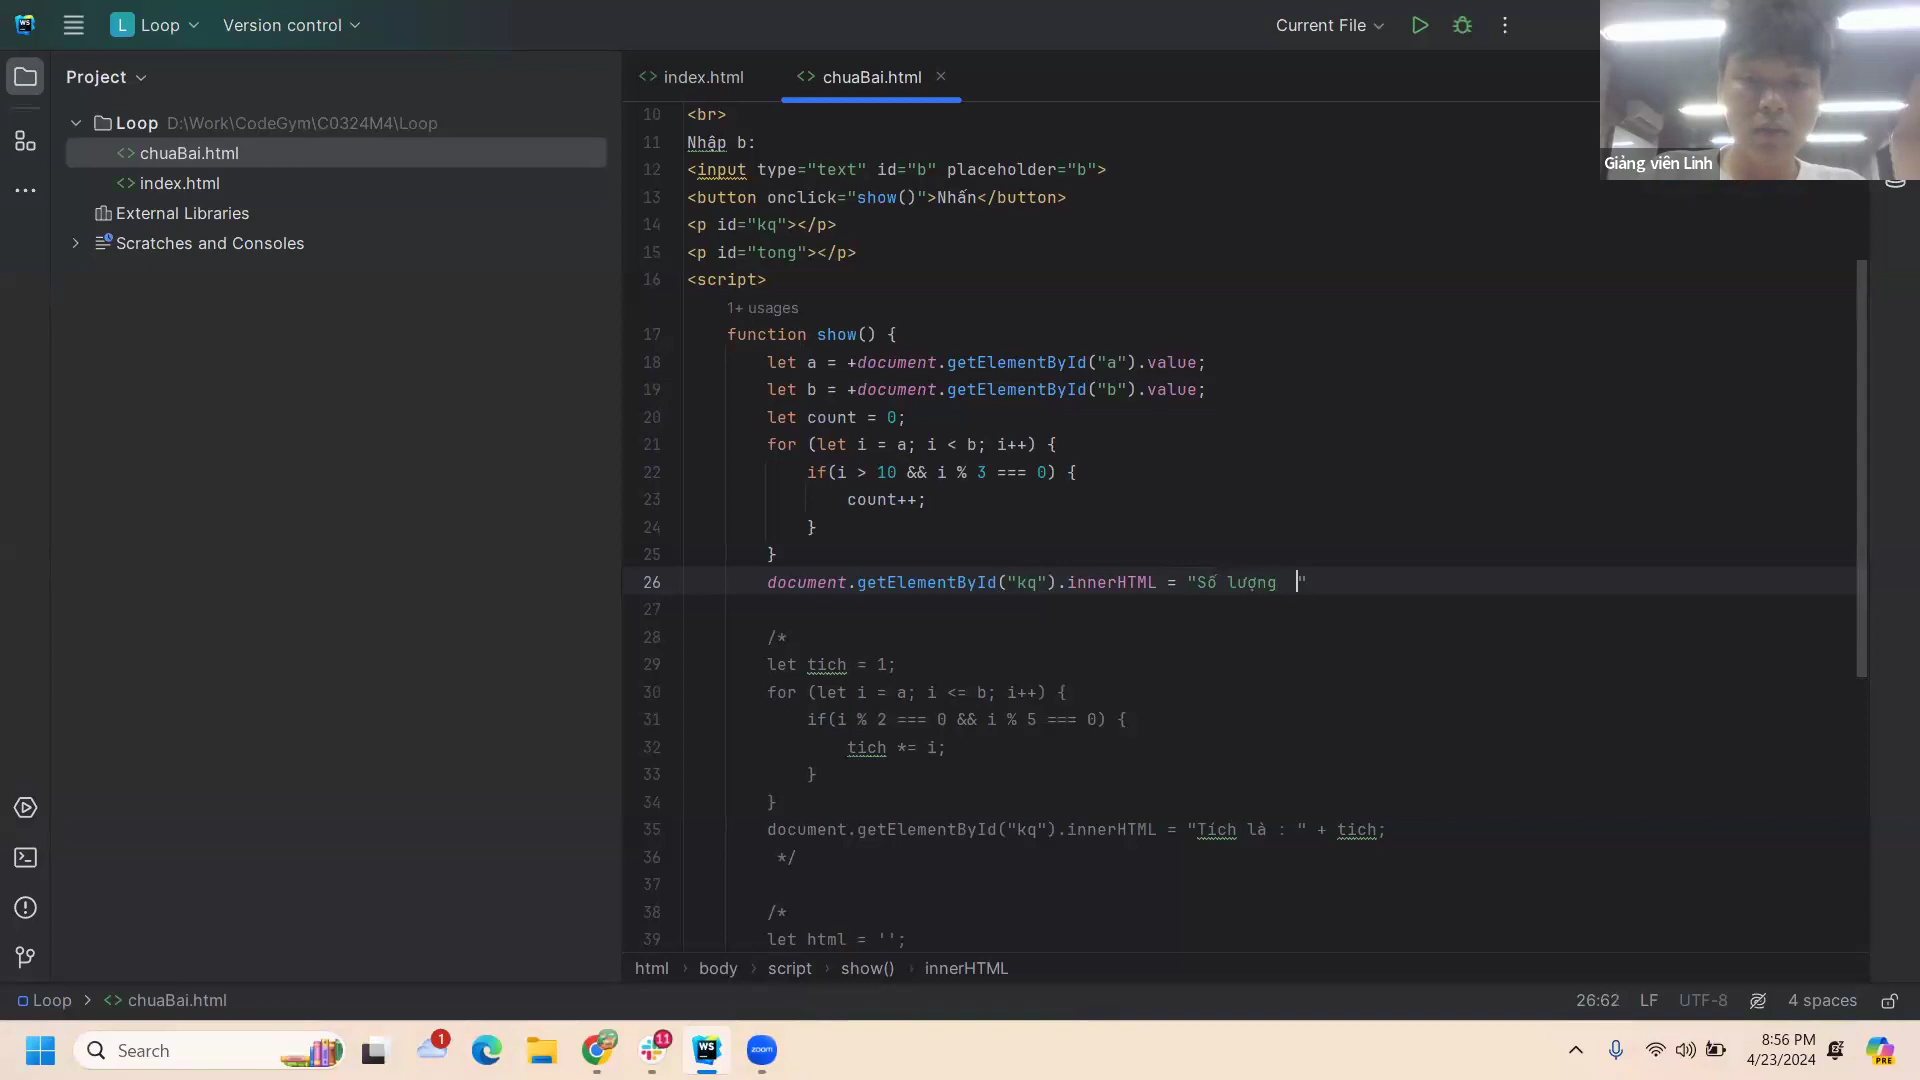 L Loop Version control Current File
Giảng viên Linh
Project
index.html chuaBai.html
Loop D:\Work\CodeGym\C0324M4\Loop
chuaBai.html
index.html
External Libraries
Scratches and Consoles
10 <br>
11 Nhập b:
12 <input type="text" id="b" placeholder="b">
13 <button onclick="show()">Nhấn</button>
14 <p id="kq"></p>
15 <p id="tong"></p>
16 <script>
1+ usages
17 function show() {
18 let a = +document.getElementById("a").value;
19 let b = +document.getElementById("b").value;
20 let count = 0;
21 for (let i = a; i < b; i++) {
22 if(i > 10 && i % 3 === 0) {
23 count++;
24 }
25 }
26 document.getElementById("kq").innerHTML = "Số lượng  "
27
28 /*
29 let tich = 1;
30 for (let i = a; i <= b; i++) {
31 if(i % 2 === 0 && i % 5 === 0) {
32 tich *= i;
33 }
34 }
35 document.getElementById("kq").innerHTML = "Tích là : " + tich;
36 */
37
38 /*
39 let html = '';
html › body › script › show() › innerHTML
Loop > chuaBai.html 26:62 LF UTF-8 4 spaces
Search 1 11 WS zoom 8:56 PM
4/23/2024
PRE